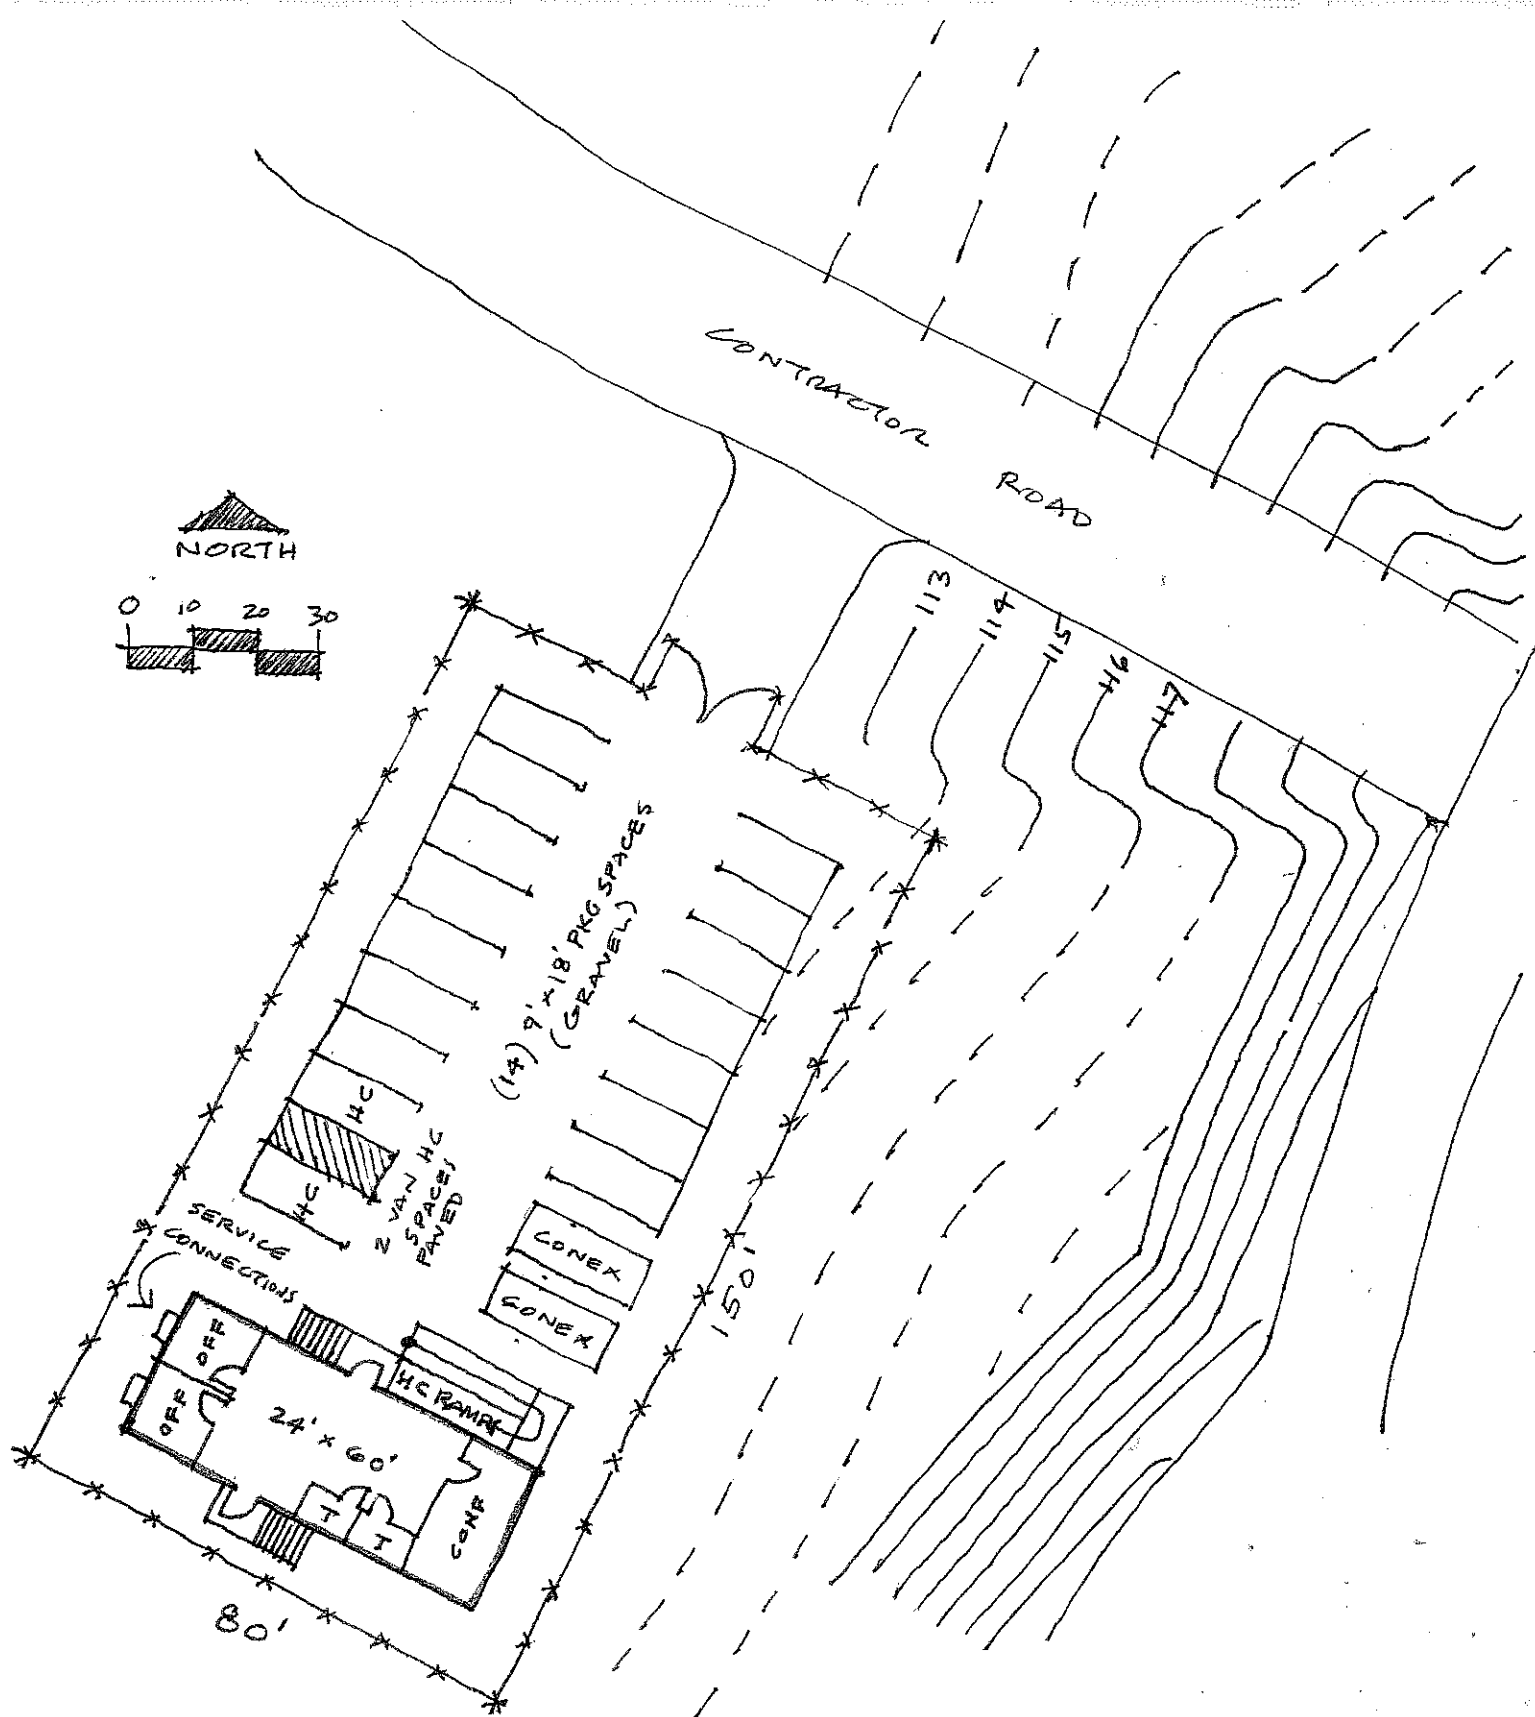 CONTRACTOR
ROAD
NORTH
0 10 20 30
113
114
115
116
117
(14) 9' x 18' PKG SPACES
(GRAVEL)
HC
HC
2 VAN HC
SPACES
PAVED
SERVICE
CONNECTIONS
CONEX
CONEX
150'
OFF
OFF
HC RAMP
24' x 60'
T
T
CONF
80'